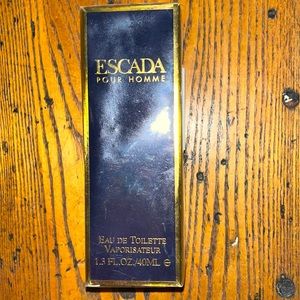 ESCADA
POUR HOMME
EAU DE TOILETTE
VAPORISATEUR
1.3 FL.OZ./40ML ℮